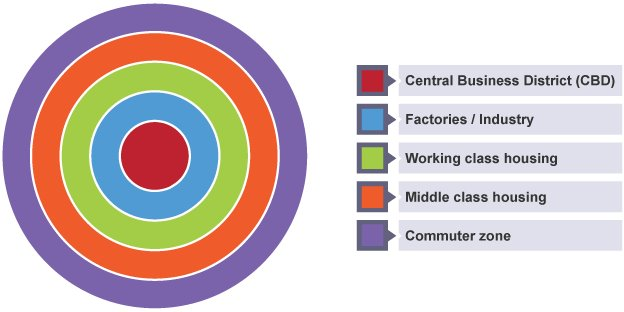 Central Business District (CBD)
Factories / Industry
Working class housing
Middle class housing
Commuter zone